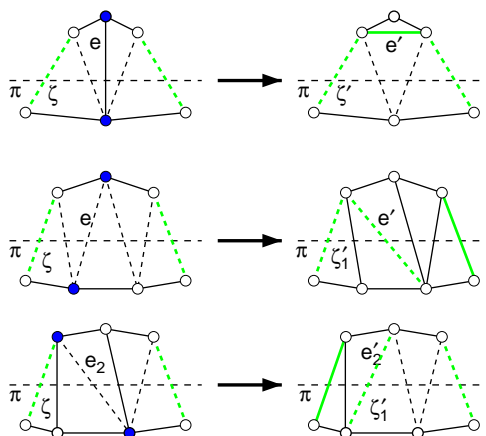 e e′
π ζ π ζ′
e e′
π ζ π ζ′₁
e₂ e′₂
π ζ π ζ′₁